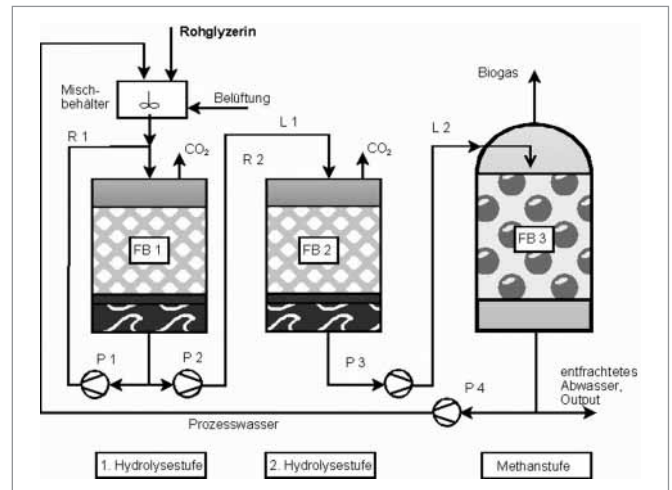 Rohglyzerin
Misch-
behälter
Belüftung
Biogas
R 1
L 1
L 2
CO₂
R 2
CO₂
FB 1
FB 2
FB 3
P 1
P 2
P 3
P 4
entfrachtetes
Abwasser,
Output
Prozesswasser
1. Hydrolysestufe
2. Hydrolysestufe
Methanstufe